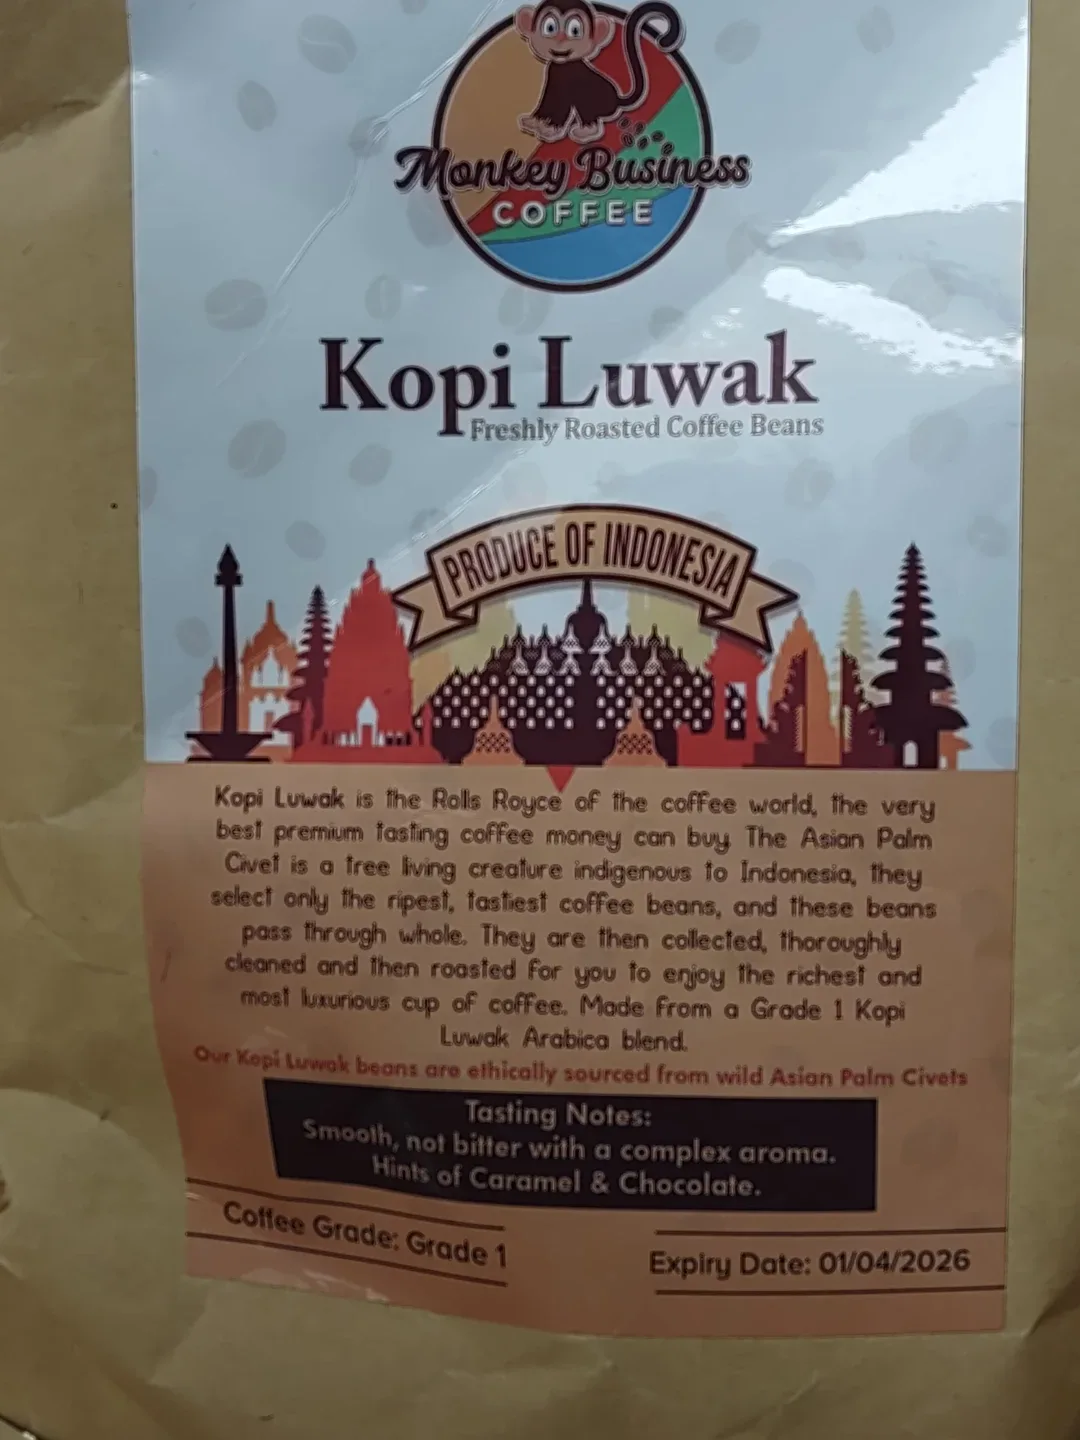 Monkey Business
COFFEE
Kopi Luwak
Freshly Roasted Coffee Beans
PRODUCE OF INDONESIA
Kopi Luwak is the Rolls Royce of the coffee world, the very
best premium tasting coffee money can buy. The Asian Palm
Civet is a tree living creature indigenous to Indonesia, they
select only the ripest, tastiest coffee beans, and these beans
pass through whole. They are then collected, thoroughly
cleaned and then roasted for you to enjoy the richest and
most luxurious cup of coffee. Made from a Grade 1 Kopi
Luwak Arabica blend.
Our Kopi Luwak beans are ethically sourced from wild Asian Palm Civets
Tasting Notes:
Smooth, not bitter with a complex aroma.
Hints of Caramel & Chocolate.
Coffee Grade: Grade 1
Expiry Date: 01/04/2026